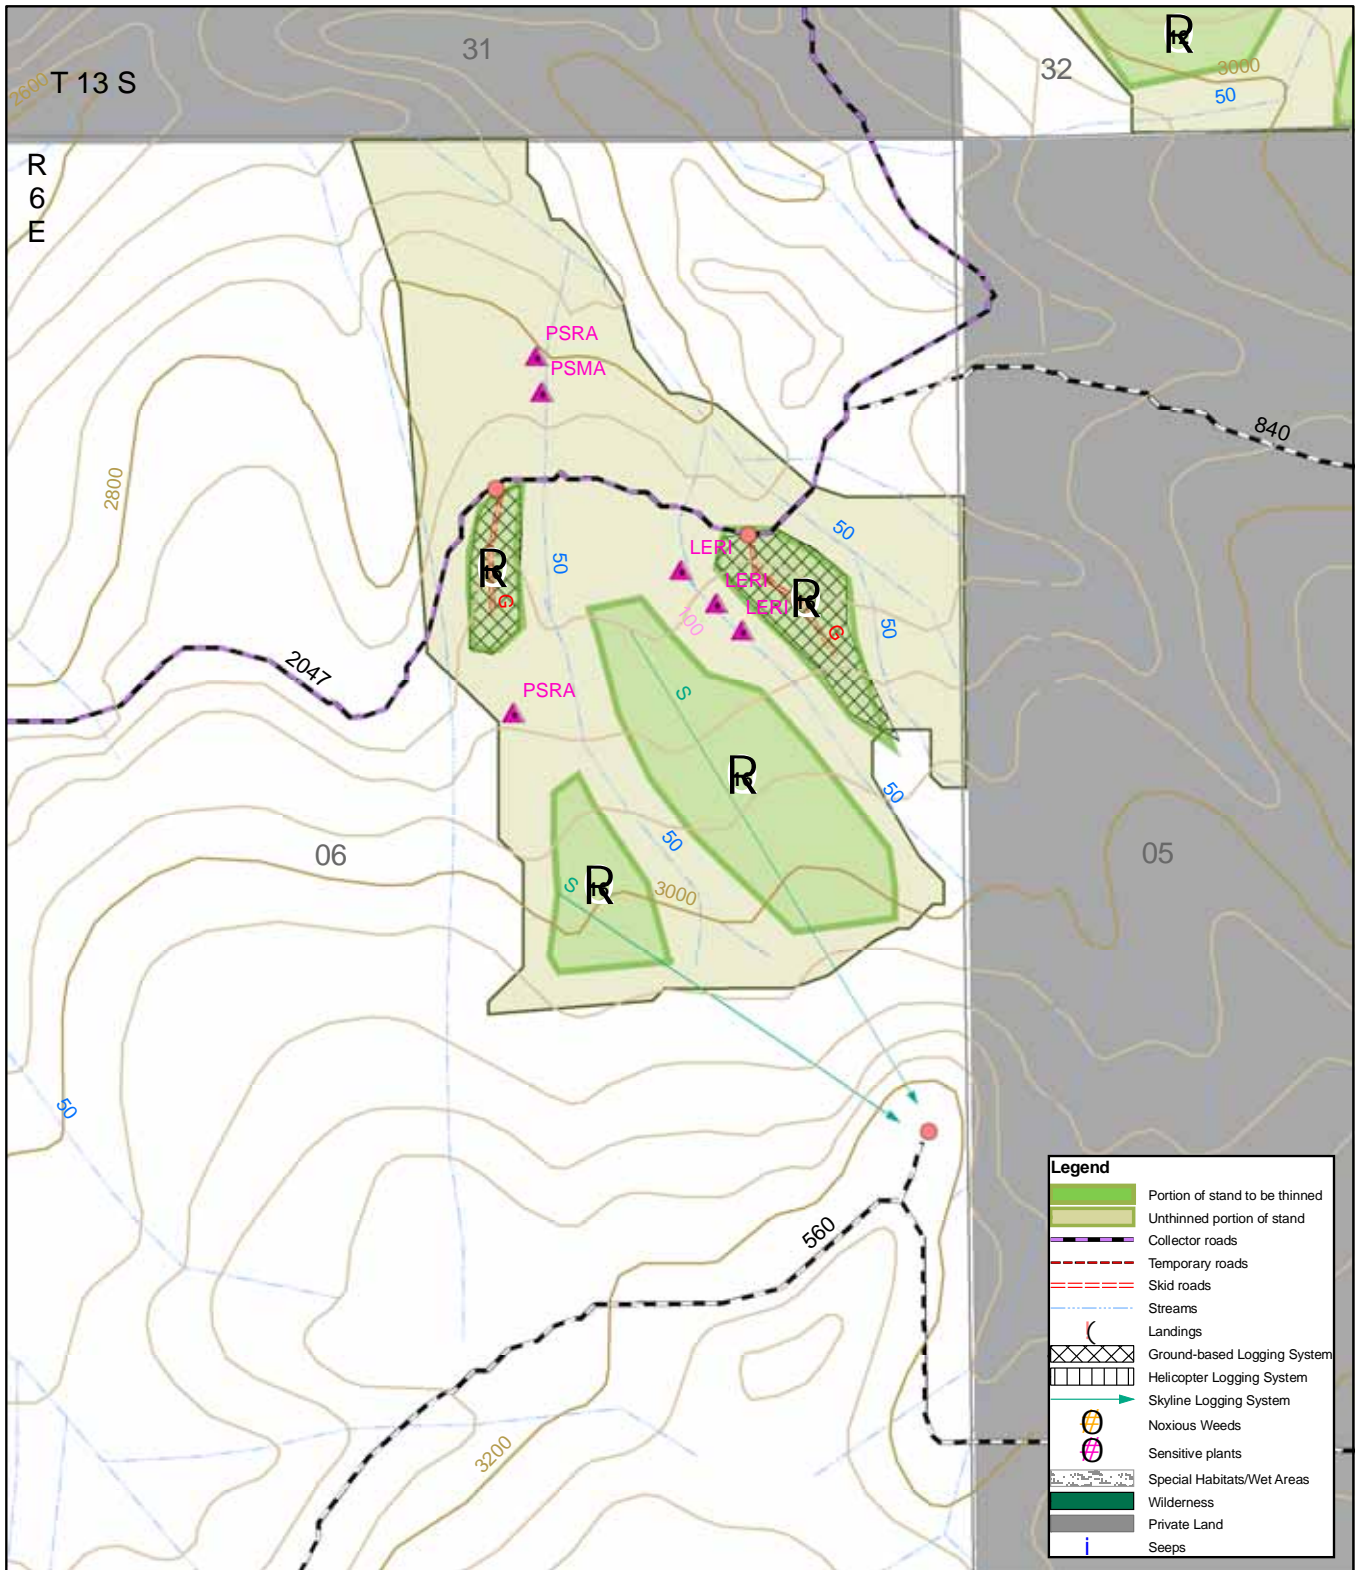 31
32
T 13 S
2600
3000
50
R
R
6
E
PSRA
PSMA
840
2800
50
50
LERI
LERI
LERI
100
50
R
G
R
G
2047
PSRA
S
R
16
50
50
06
05
S
R
3000
50
560
3200
Legend
Portion of stand to be thinned
Unthinned portion of stand
Collector roads
Temporary roads
Skid roads
Streams
Landings
Ground-based Logging System
Helicopter Logging System
Skyline Logging System
Noxious Weeds
Sensitive plants
Special Habitats/Wet Areas
Wilderness
Private Land
Seeps